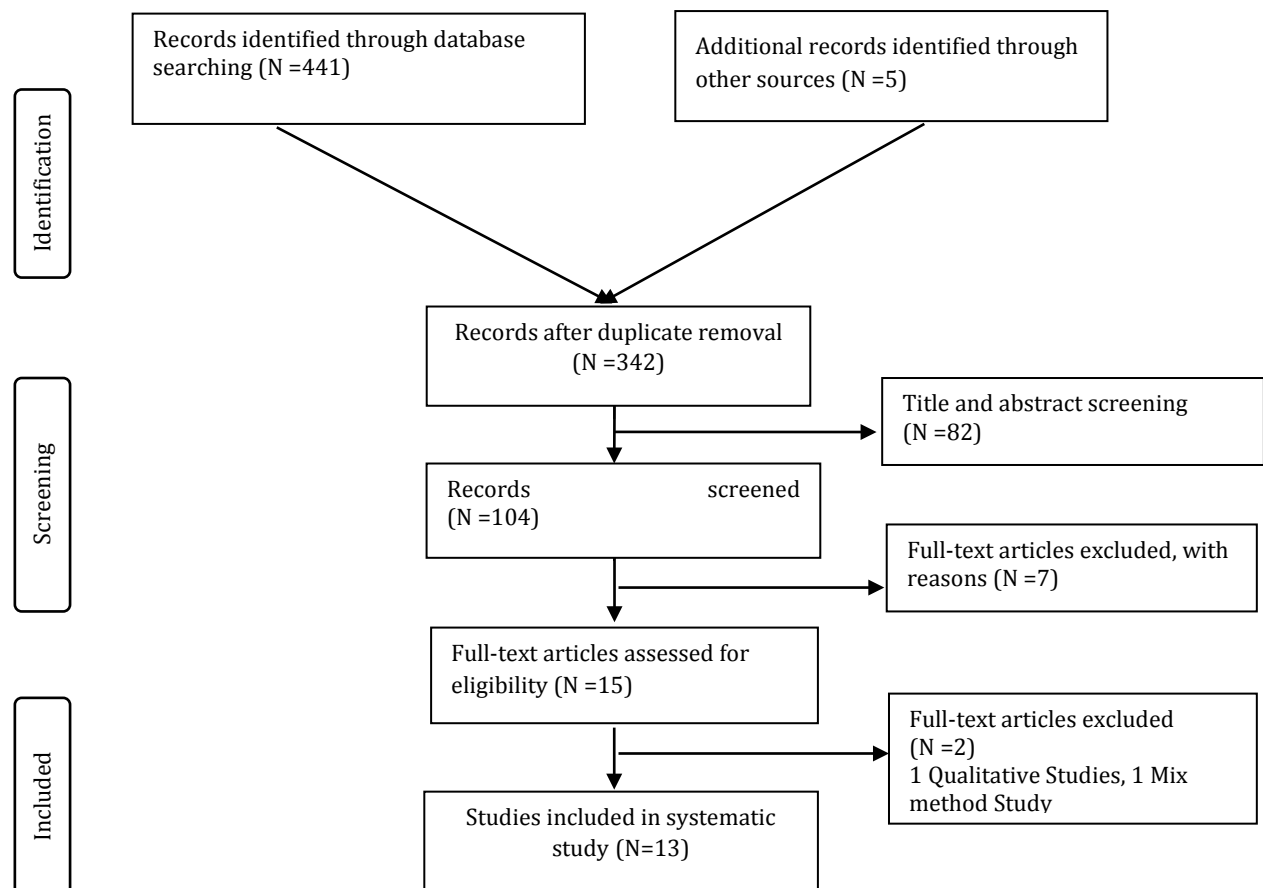 Records identified through database
searching (N =441)
Additional records identified through
other sources (N =5)
Identification
Records after duplicate removal
(N =342)
Title and abstract screening
(N =82)
Screening
Records screened
(N =104)
Full-text articles excluded, with
reasons (N =7)
Full-text articles assessed for
eligibility (N =15)
Full-text articles excluded
(N =2)
1 Qualitative Studies, 1 Mix
method Study
Included
Studies included in systematic
study (N=13)